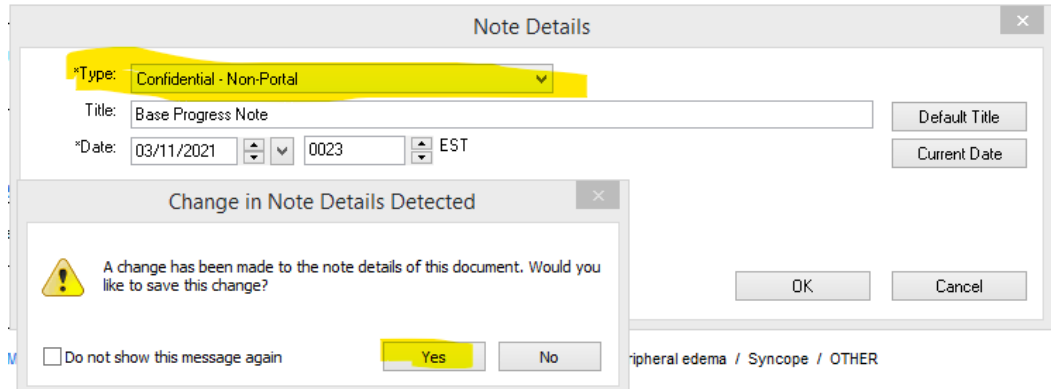 Note Details
*Type: Confidential - Non-Portal
Title: Base Progress Note Default Title
*Date: 03/11/2021 0023 EST Current Date
Change in Note Details Detected
A change has been made to the note details of this document. Would you
like to save this change?
OK Cancel
Do not show this message again Yes No
ripheral edema / Syncope / OTHER